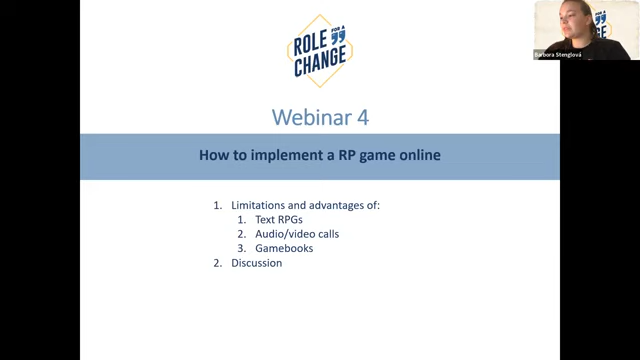 ROLE
FOR A
CHANGE
Barbora Stenglová
Webinar 4
How to implement a RP game online
1. Limitations and advantages of:
1. Text RPGs
2. Audio/video calls
3. Gamebooks
2. Discussion